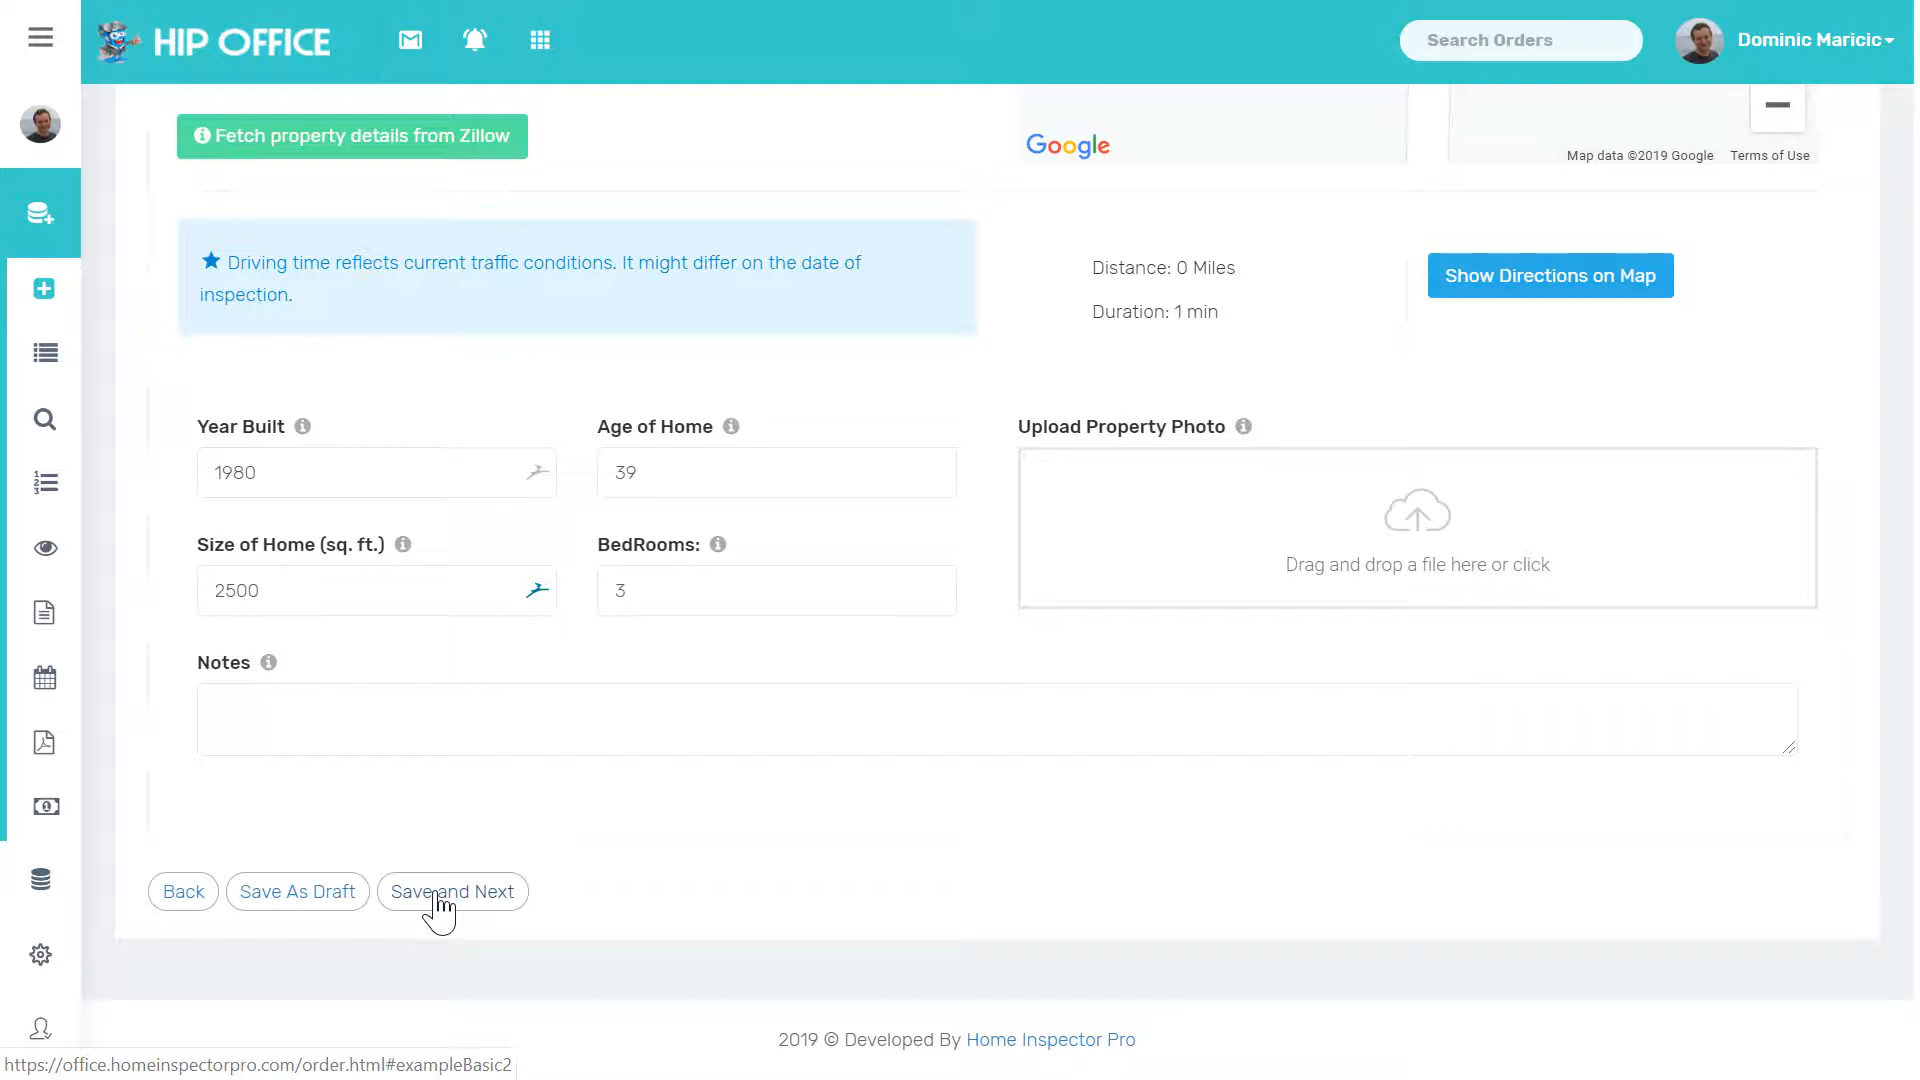 HIP OFFICE
Search Orders
Dominic Maricic
Fetch property details from Zillow
Google
Map data ©2019 Google
Terms of Use
Driving time reflects current traffic conditions. It might differ on the date of
inspection.
Distance: 0 Miles
Duration: 1 min
Show Directions on Map
Year Built
Age of Home
Upload Property Photo
1980
39
Size of Home (sq. ft.)
BedRooms:
2500
3
Drag and drop a file here or click
Notes
Back
Save As Draft
Save and Next
2019 © Developed By Home Inspector Pro
https://office.homeinspectorpro.com/order.html#exampleBasic2